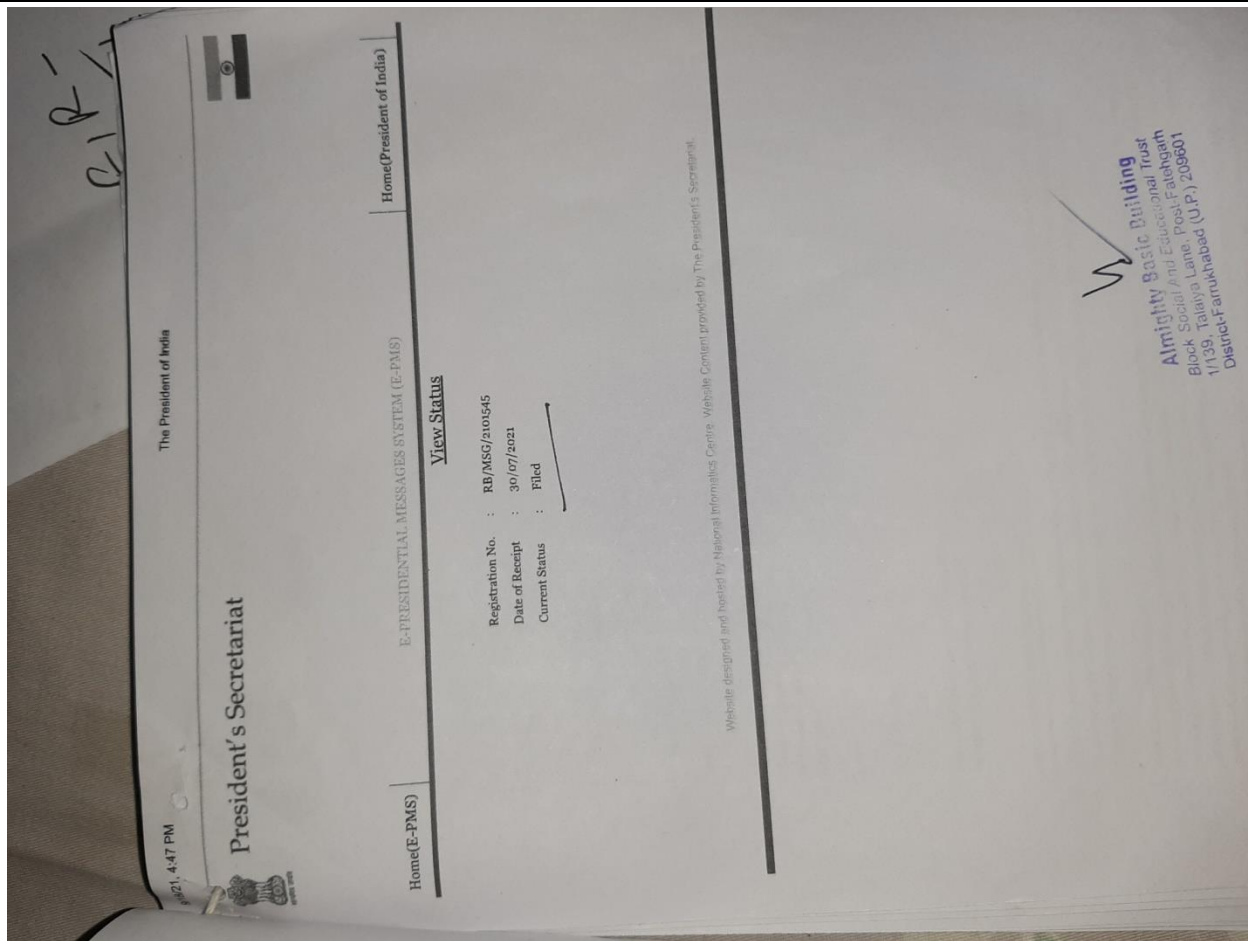 4:47 PM The President of India
President's Secretariat
Home(E-PMS) Home(President of India)
E-PRESIDENTIAL MESSAGES SYSTEM (E-PMS)
View Status
Registration No. : RB/MSG/2101545
Date of Receipt : 30/07/2021
Current Status : Filed
Website designed and hosted by National Informatics Centre. Website Content provided by The President's Secretariat.
Almighty Basic Building
Block Social And Educational Trust
1/139, Talaiya Lane, Post-Fatehgarh
District-Farrukhabad (U.P.) 209601